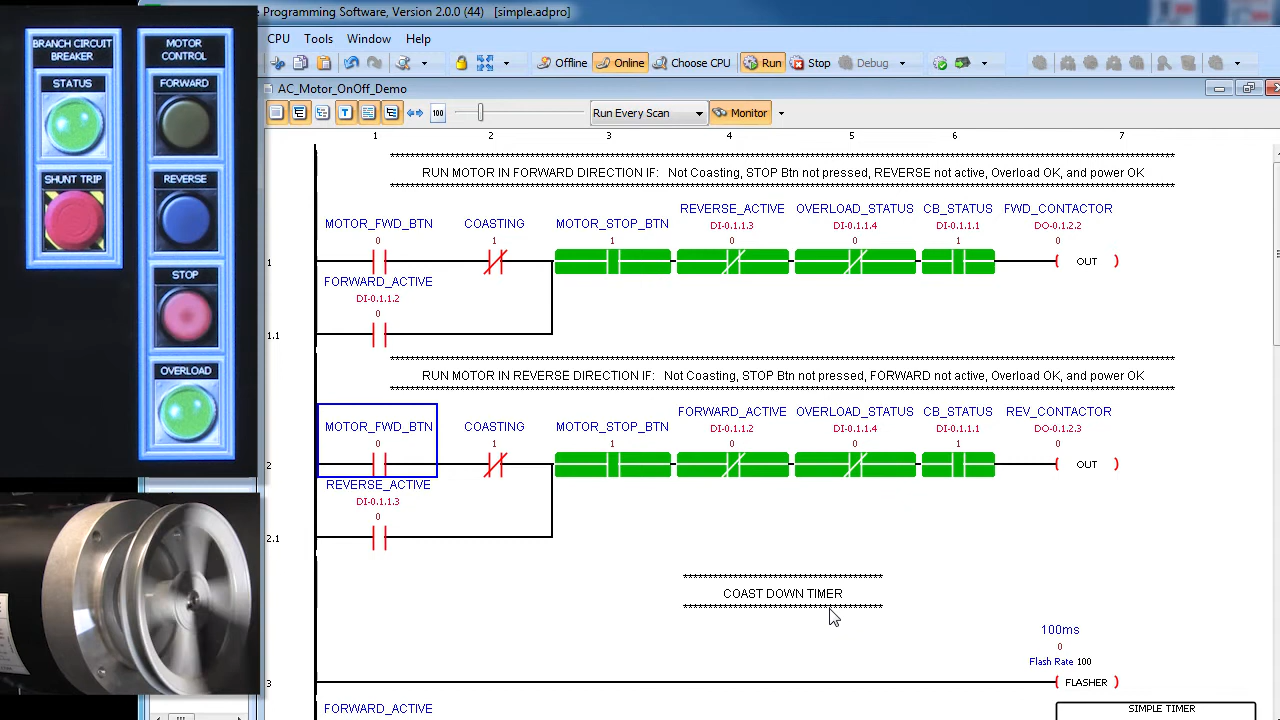 e Programming Software, Version 2.0.0 (44) [simple.adpro]
CPU Tools Window Help
Offline Online Choose CPU Run Stop
AC_Motor_OnOff_Demo
100 Run Every Scan Monitor
1 2 3 4 5 6 7
BRANCH CIRCUIT
BREAKER
STATUS
SHUNT TRIP
MOTOR
CONTROL
FORWARD
REVERSE
STOP
OVERLOAD
RUN MOTOR IN FORWARD DIRECTION IF: Not Coasting, STOP Btn not pressed, REVERSE not active, Overload OK, and power OK
MOTOR_FWD_BTN COASTING MOTOR_STOP_BTN REVERSE_ACTIVE OVERLOAD_STATUS CB_STATUS FWD_CONTACTOR
DI-0.1.1.3 DI-0.1.1.4 DI-0.1.1.1 DO-0.1.2.2
0 1 1 0 0 1 0
1 OUT
FORWARD_ACTIVE
DI-0.1.1.2
0
1.1
RUN MOTOR IN REVERSE DIRECTION IF: Not Coasting, STOP Btn not pressed, FORWARD not active, Overload OK, and power OK
MOTOR_FWD_BTN COASTING MOTOR_STOP_BTN FORWARD_ACTIVE OVERLOAD_STATUS CB_STATUS REV_CONTACTOR
DI-0.1.1.2 DI-0.1.1.4 DI-0.1.1.1 DO-0.1.2.3
0 1 1 0 0 1 0
2 OUT
REVERSE_ACTIVE
DI-0.1.1.3
0
2.1
COAST DOWN TIMER
100ms
0
Flash Rate 100
3 FLASHER
FORWARD_ACTIVE
SIMPLE TIMER